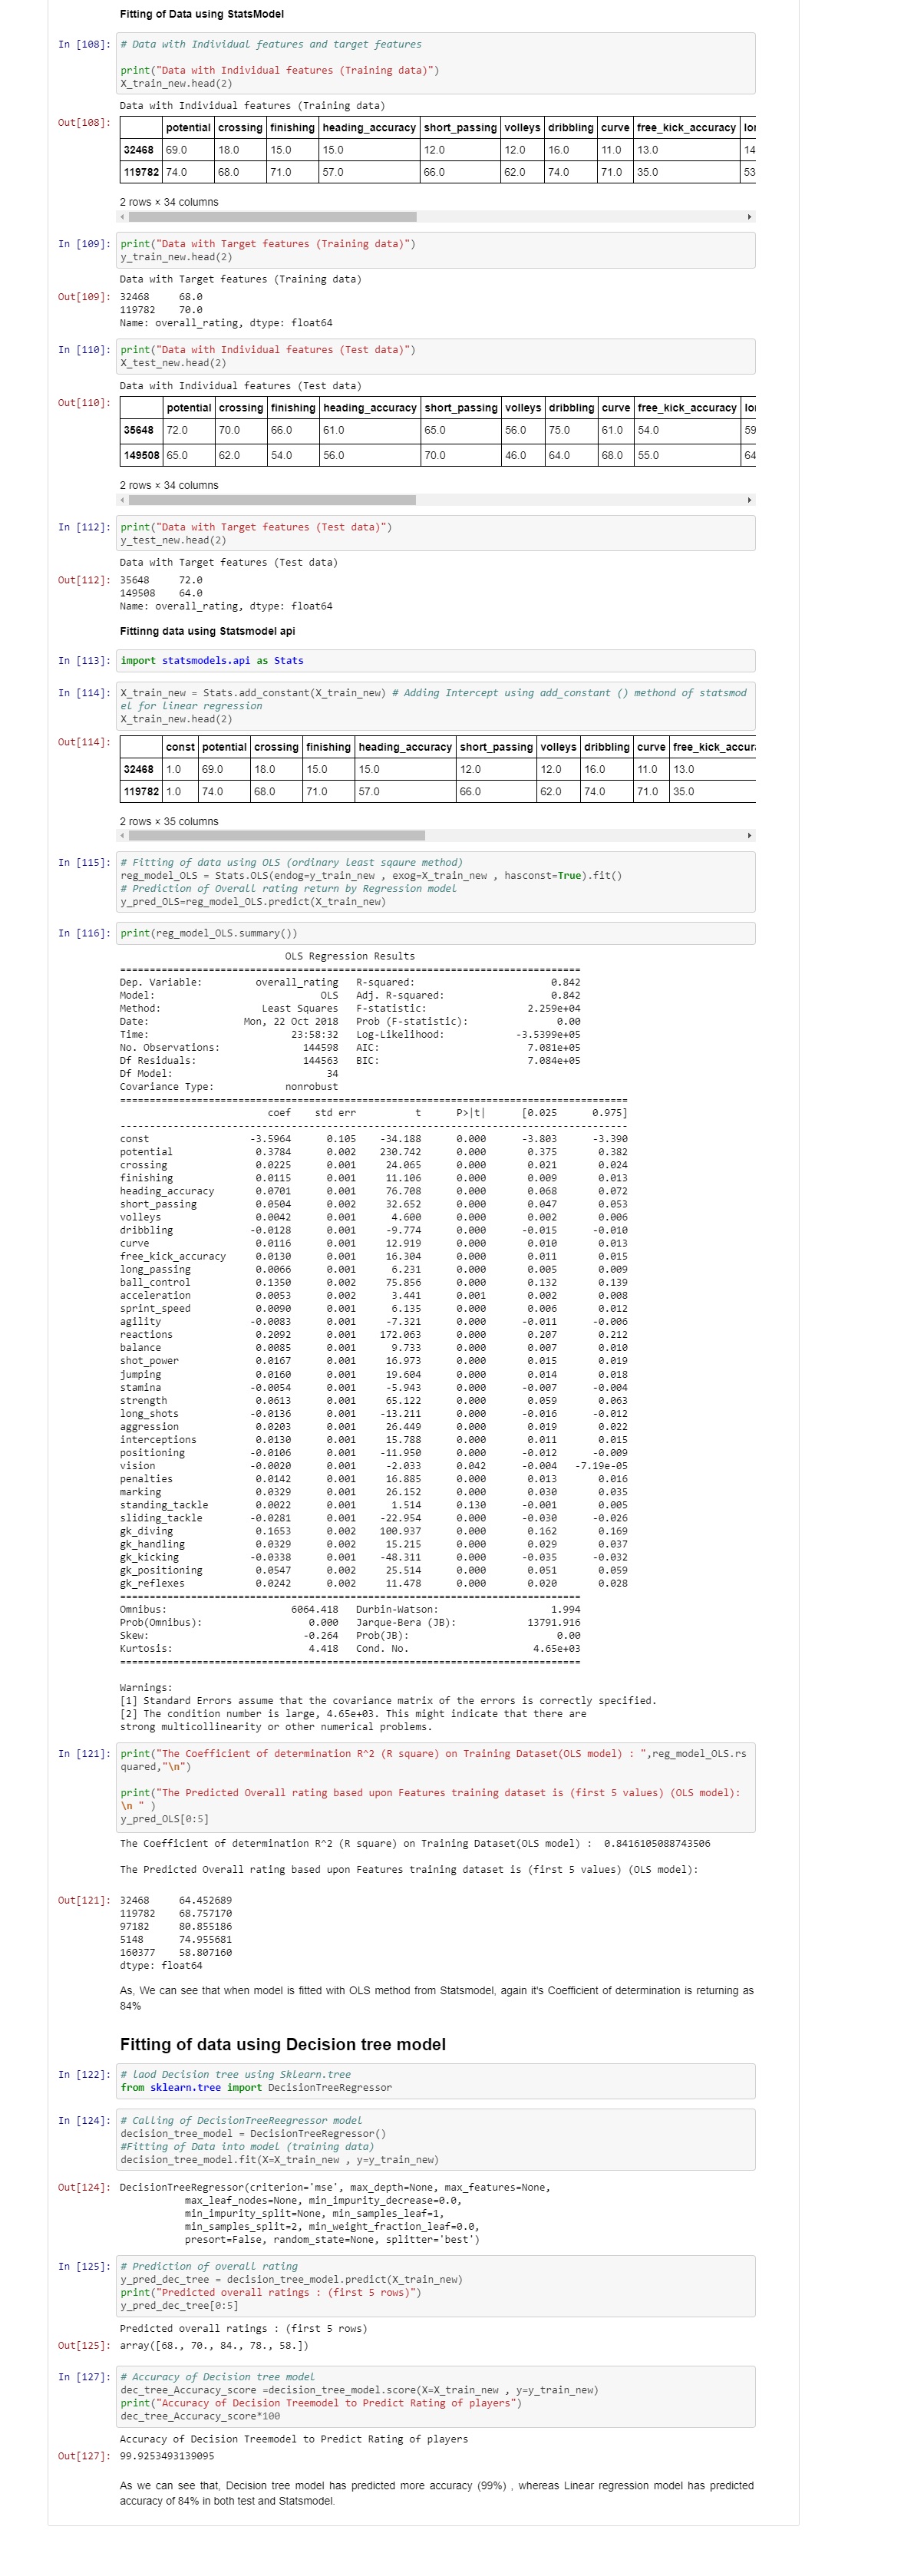 Fitting of Data using StatsModel
In [108]: # Data with Individual features and target features
print("Data with Individual features (Training data)")
X_train_new.head(2)
Data with Individual features (Training data)
Out[108]: potential crossing finishing heading_accuracy short_passing volleys dribbling curve free_kick_accuracy lo
32468 69.0 18.0 15.0 15.0 12.0 12.0 16.0 11.0 13.0 14
119782 74.0 68.0 71.0 57.0 66.0 62.0 74.0 71.0 35.0 53
2 rows × 34 columns
In [109]: print("Data with Target features (Training data)")
y_train_new.head(2)
Data with Target features (Training data)
Out[109]: 32468 68.0
119782 70.0
Name: overall_rating, dtype: float64
In [110]: print("Data with Individual features (Test data)")
X_test_new.head(2)
Data with Individual features (Test data)
Out[110]: potential crossing finishing heading_accuracy short_passing volleys dribbling curve free_kick_accuracy lo
35648 72.0 70.0 66.0 61.0 65.0 56.0 75.0 61.0 54.0 59
149508 65.0 62.0 54.0 56.0 70.0 46.0 64.0 68.0 55.0 64
2 rows × 34 columns
In [112]: print("Data with Target features (Test data)")
y_test_new.head(2)
Data with Target features (Test data)
Out[112]: 35648 72.0
149508 64.0
Name: overall_rating, dtype: float64
Fittinng data using Statsmodel api
In [113]: import statsmodels.api as Stats
In [114]: X_train_new = Stats.add_constant(X_train_new) # Adding Intercept using add_constant () methond of statsmod
el for linear regression
X_train_new.head(2)
Out[114]: const potential crossing finishing heading_accuracy short_passing volleys dribbling curve free_kick_accur
32468 1.0 69.0 18.0 15.0 15.0 12.0 12.0 16.0 11.0 13.0
119782 1.0 74.0 68.0 71.0 57.0 66.0 62.0 74.0 71.0 35.0
2 rows × 35 columns
In [115]: # Fitting of data using OLS (ordinary least sqaure method)
reg_model_OLS = Stats.OLS(endog=y_train_new , exog=X_train_new , hasconst=True).fit()
# Prediction of Overall rating return by Regression model
y_pred_OLS=reg_model_OLS.predict(X_train_new)
In [116]: print(reg_model_OLS.summary())
OLS Regression Results
==============================================================================
Dep. Variable: overall_rating R-squared: 0.842
Model: OLS Adj. R-squared: 0.842
Method: Least Squares F-statistic: 2.259e+04
Date: Mon, 22 Oct 2018 Prob (F-statistic): 0.00
Time: 23:58:32 Log-Likelihood: -3.5399e+05
No. Observations: 144598 AIC: 7.081e+05
Df Residuals: 144563 BIC: 7.084e+05
Df Model: 34
Covariance Type: nonrobust
======================================================================================
coef std err t P>|t| [0.025 0.975]
--------------------------------------------------------------------------------------
const -3.5964 0.105 -34.188 0.000 -3.803 -3.390
potential 0.3784 0.002 230.742 0.000 0.375 0.382
crossing 0.0225 0.001 24.065 0.000 0.021 0.024
finishing 0.0115 0.001 11.106 0.000 0.009 0.013
heading_accuracy 0.0701 0.001 76.708 0.000 0.068 0.072
short_passing 0.0504 0.002 32.652 0.000 0.047 0.053
volleys 0.0042 0.001 4.600 0.000 0.002 0.006
dribbling -0.0128 0.001 -9.774 0.000 -0.015 -0.010
curve 0.0116 0.001 12.919 0.000 0.010 0.013
free_kick_accuracy 0.0130 0.001 16.304 0.000 0.011 0.015
long_passing 0.0066 0.001 6.231 0.000 0.005 0.009
ball_control 0.1350 0.002 75.856 0.000 0.132 0.139
acceleration 0.0053 0.002 3.441 0.001 0.002 0.008
sprint_speed 0.0090 0.001 6.135 0.000 0.006 0.012
agility -0.0083 0.001 -7.321 0.000 -0.011 -0.006
reactions 0.2092 0.001 172.063 0.000 0.207 0.212
balance 0.0085 0.001 9.733 0.000 0.007 0.010
shot_power 0.0167 0.001 16.973 0.000 0.015 0.019
jumping 0.0160 0.001 19.604 0.000 0.014 0.018
stamina -0.0054 0.001 -5.943 0.000 -0.007 -0.004
strength 0.0613 0.001 65.122 0.000 0.059 0.063
long_shots -0.0136 0.001 -13.211 0.000 -0.016 -0.012
aggression 0.0203 0.001 26.449 0.000 0.019 0.022
interceptions 0.0130 0.001 15.788 0.000 0.011 0.015
positioning -0.0106 0.001 -11.950 0.000 -0.012 -0.009
vision -0.0020 0.001 -2.033 0.042 -0.004 -7.19e-05
penalties 0.0142 0.001 16.885 0.000 0.013 0.016
marking 0.0329 0.001 26.152 0.000 0.030 0.035
standing_tackle 0.0022 0.001 1.514 0.130 -0.001 0.005
sliding_tackle -0.0281 0.001 -22.954 0.000 -0.030 -0.026
gk_diving 0.1653 0.002 100.937 0.000 0.162 0.169
gk_handling 0.0329 0.002 15.215 0.000 0.029 0.037
gk_kicking -0.0338 0.001 -48.311 0.000 -0.035 -0.032
gk_positioning 0.0547 0.002 25.514 0.000 0.051 0.059
gk_reflexes 0.0242 0.002 11.478 0.000 0.020 0.028
==============================================================================
Omnibus: 6064.418 Durbin-Watson: 1.994
Prob(Omnibus): 0.000 Jarque-Bera (JB): 13791.916
Skew: -0.264 Prob(JB): 0.00
Kurtosis: 4.418 Cond. No. 4.65e+03
==============================================================================
Warnings:
[1] Standard Errors assume that the covariance matrix of the errors is correctly specified.
[2] The condition number is large, 4.65e+03. This might indicate that there are
strong multicollinearity or other numerical problems.
In [121]: print("The Coefficient of determination R^2 (R square) on Training Dataset(OLS model) : ",reg_model_OLS.rs
quared,"\n")
print("The Predicted Overall rating based upon Features training dataset is (first 5 values) (OLS model):
\n " )
y_pred_OLS[0:5]
The Coefficient of determination R^2 (R square) on Training Dataset(OLS model) : 0.8416105088743506
The Predicted Overall rating based upon Features training dataset is (first 5 values) (OLS model):
Out[121]: 32468 64.452689
119782 68.757170
97182 80.855186
5148 74.955681
160377 58.807160
dtype: float64
As, We can see that when model is fitted with OLS method from Statsmodel, again it's Coefficient of determination is returning as
84%
Fitting of data using Decision tree model
In [122]: # laod Decision tree using Sklearn.tree
from sklearn.tree import DecisionTreeRegressor
In [124]: # Calling of DecisionTreeReegressor model
decision_tree_model = DecisionTreeRegressor()
#Fitting of Data into model (training data)
decision_tree_model.fit(X=X_train_new , y=y_train_new)
Out[124]: DecisionTreeRegressor(criterion='mse', max_depth=None, max_features=None,
max_leaf_nodes=None, min_impurity_decrease=0.0,
min_impurity_split=None, min_samples_leaf=1,
min_samples_split=2, min_weight_fraction_leaf=0.0,
presort=False, random_state=None, splitter='best')
In [125]: # Prediction of overall rating
y_pred_dec_tree = decision_tree_model.predict(X_train_new)
print("Predicted overall ratings : (first 5 rows)")
y_pred_dec_tree[0:5]
Predicted overall ratings : (first 5 rows)
Out[125]: array([68., 70., 84., 78., 58.])
In [127]: # Accuracy of Decision tree model
dec_tree_Accuracy_score =decision_tree_model.score(X=X_train_new , y=y_train_new)
print("Accuracy of Decision Treemodel to Predict Rating of players")
dec_tree_Accuracy_score*100
Accuracy of Decision Treemodel to Predict Rating of players
Out[127]: 99.9253493139095
As we can see that, Decision tree model has predicted more accuracy (99%) , whereas Linear regression model has predicted
accuracy of 84% in both test and Statsmodel.